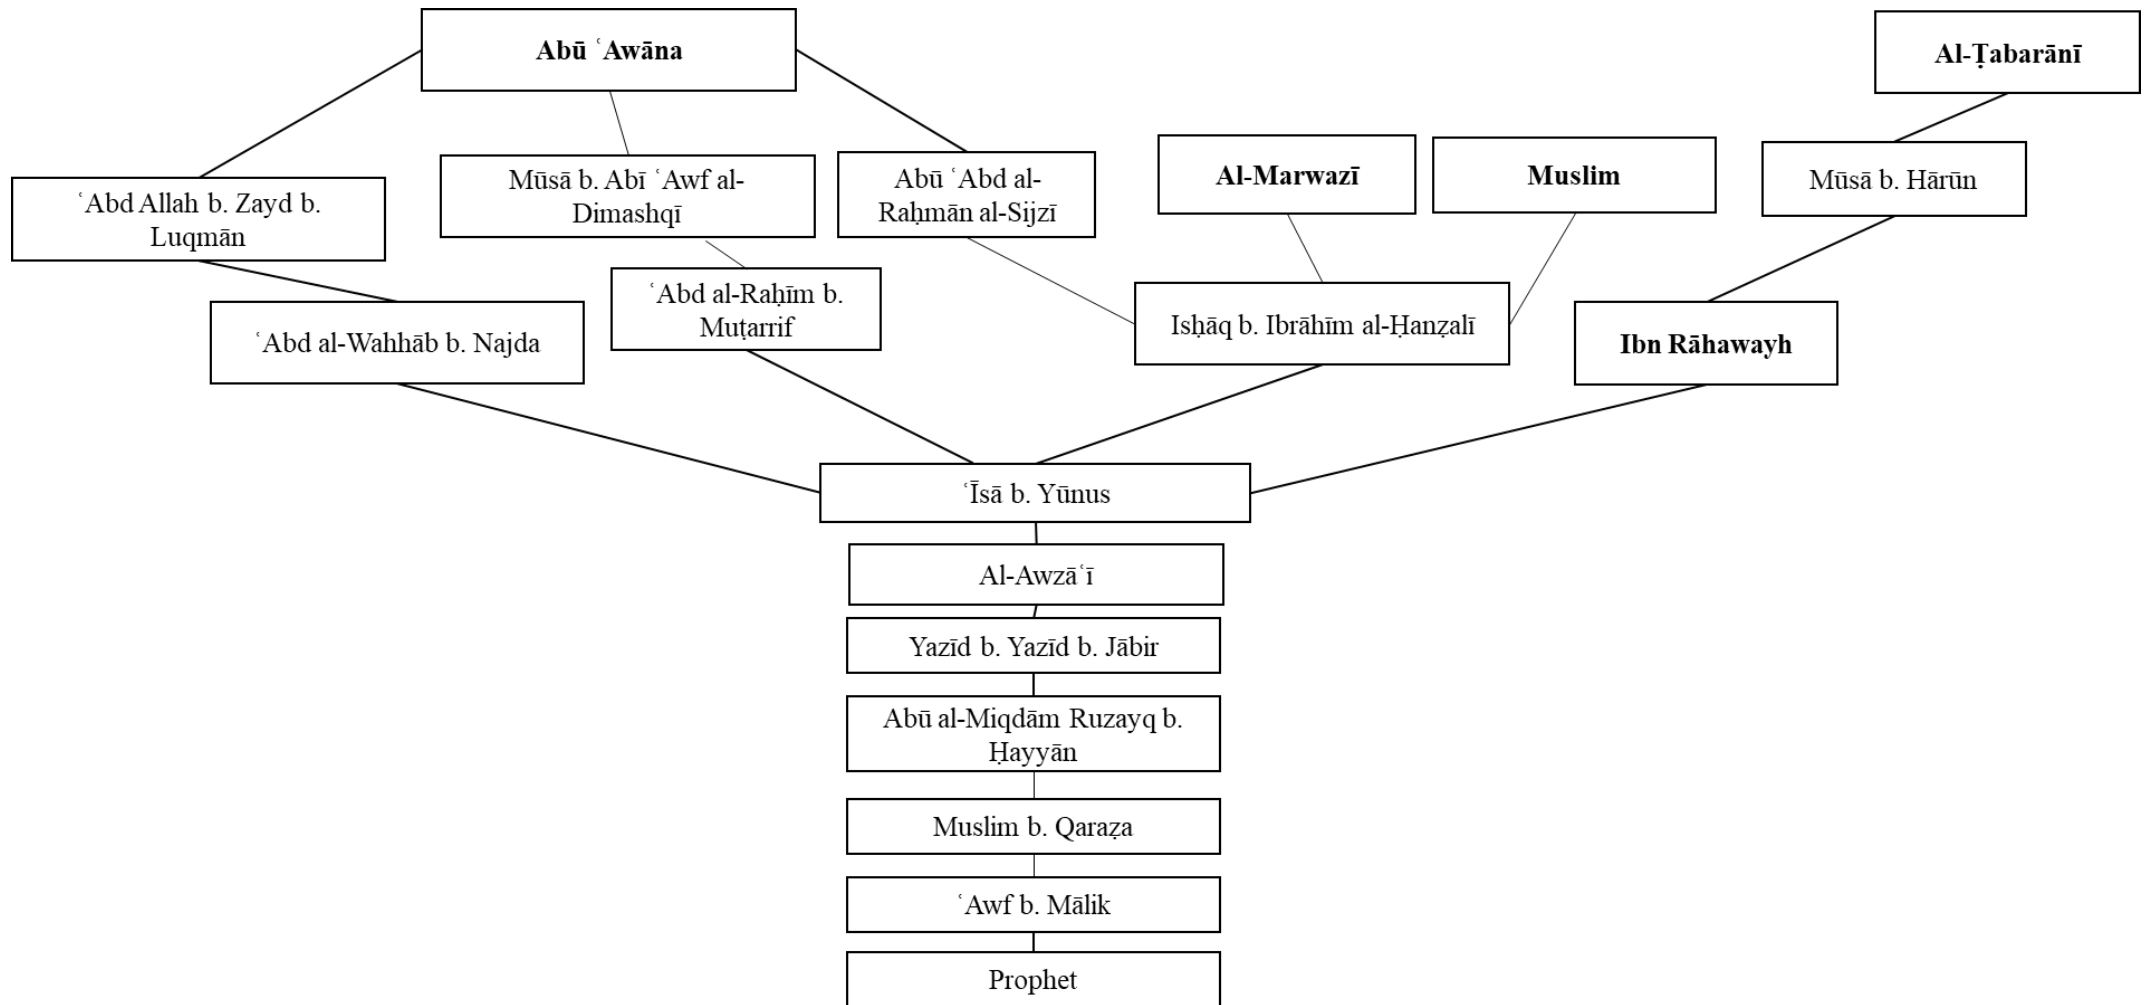 Abū ʿAwāna
Al-Ṭabarānī
Al-Marwazī
Muslim
Mūsā b. Hārūn
ʿAbd Allah b. Zayd b.
Luqmān
Mūsā b. Abī ʿAwf al-
Dimashqī
Abū ʿAbd al-
Raḥmān al-Sijzī
ʿAbd al-Wahhāb b. Najda
ʿAbd al-Raḥīm b.
Muṭarrif
Isḥāq b. Ibrāhīm al-Ḥanẓalī
Ibn Rāhawayh
ʿĪsā b. Yūnus
Al-Awzāʿī
Yazīd b. Yazīd b. Jābir
Abū al-Miqdām Ruzayq b.
Ḥayyān
Muslim b. Qaraẓa
ʿAwf b. Mālik
Prophet